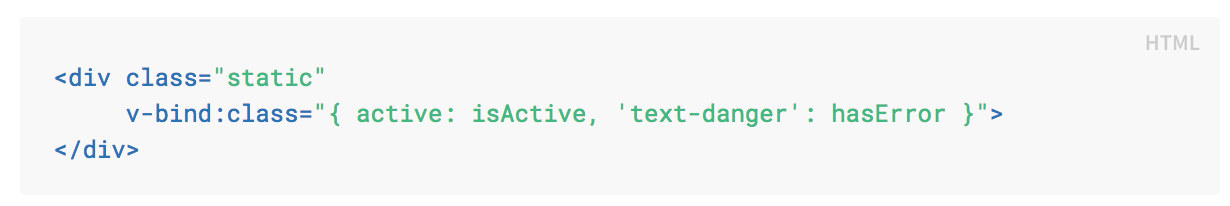 HTML
<div class="static"
     v-bind:class="{ active: isActive, 'text-danger': hasError }">
</div>